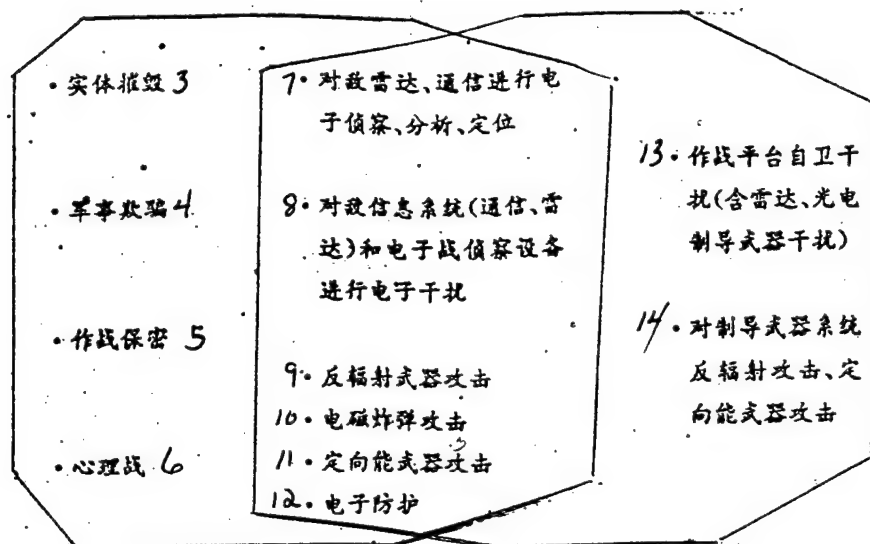 • 实体摧毁 3
• 军事欺骗 4
• 作战保密 5
• 心理战 6
7• 对敌雷达、通信进行电
子侦察、分析、定位
8• 对敌信息系统(通信、雷
达)和电子战侦察设备
进行电子干扰
9• 反辐射武器攻击
10• 电磁炸弹攻击
11• 定向能武器攻击
12• 电子防护
13• 作战平台自卫干
扰(含雷达、光电
制导武器干扰)
14• 对制导武器系统
反辐射攻击、定
向能武器攻击